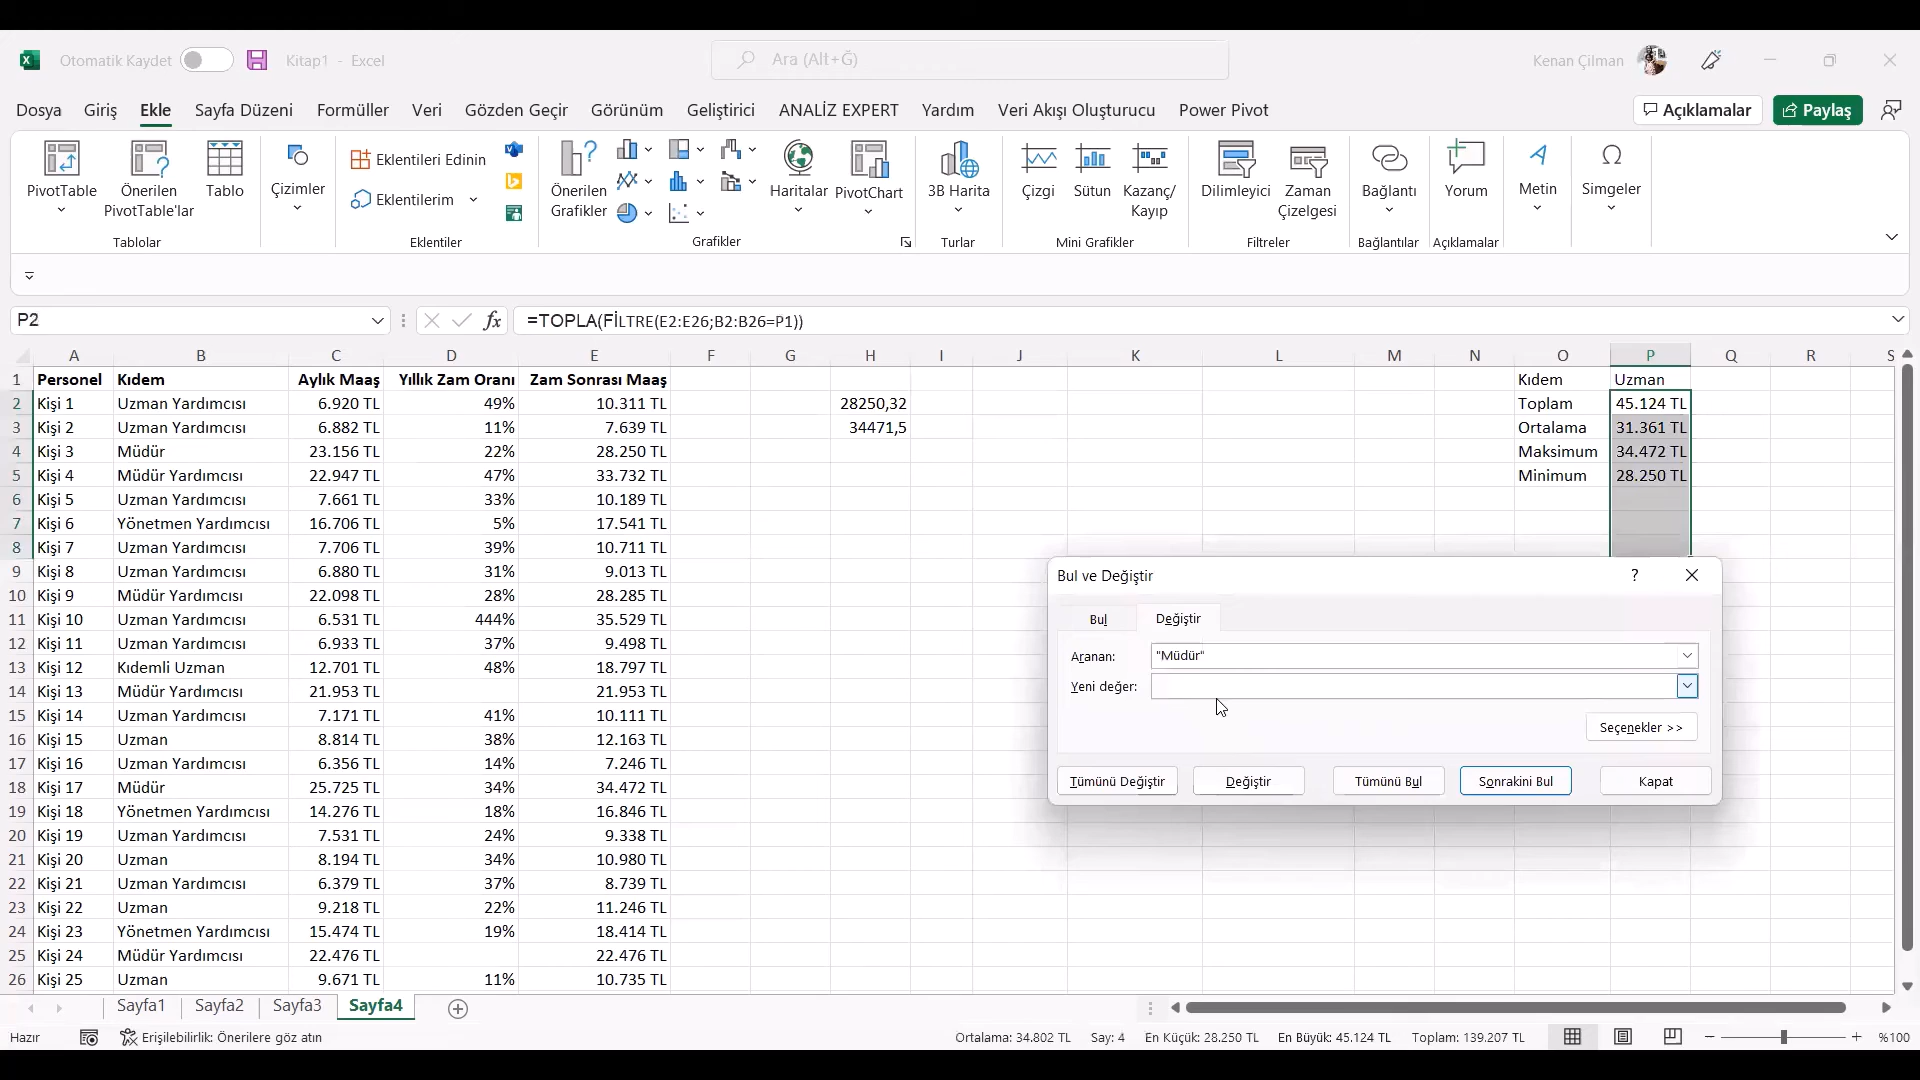 Otomatik Kaydet Kitap1 - Excel Ara (Alt+Ğ) Kenan Çilman
Dosya Giriş Ekle Sayfa Düzeni Formüller Veri Gözden Geçir Görünüm Geliştirici ANALİZ EXPERT Yardım Veri Akışı Oluşturucu Power Pivot Açıklamalar Paylaş
PivotTable
Önerilen PivotTable'lar
Tablo
Çizimler
Eklentileri Edinin
Eklentilerim
Önerilen Grafikler
Haritalar
PivotChart
3B Harita
Çizgi
Sütun
Kazanç/ Kayıp
Dilimleyici
Zaman Çizelgesi
Bağlantı
Yorum
Metin
Simgeler
Tablolar Eklentiler Grafikler Turlar Mini Grafikler Filtreler Bağlantılar Açıklamalar
P2 fx =TOPLA(FİLTRE(E2:E26;B2:B26=P1))
A B C D E F G H I J K L M N O P Q R S
1 Personel Kıdem Aylık Maaş Yıllık Zam Oranı Zam Sonrası Maaş Kıdem Uzman
2 Kişi 1 Uzman Yardımcısı 6.920 TL 49% 10.311 TL 28250,32 Toplam 45.124 TL
3 Kişi 2 Uzman Yardımcısı 6.882 TL 11% 7.639 TL 34471,5 Ortalama 31.361 TL
4 Kişi 3 Müdür 23.156 TL 22% 28.250 TL Maksimum 34.472 TL
5 Kişi 4 Müdür Yardımcısı 22.947 TL 47% 33.732 TL Minimum 28.250 TL
6 Kişi 5 Uzman Yardımcısı 7.661 TL 33% 10.189 TL
7 Kişi 6 Yönetmen Yardımcısı 16.706 TL 5% 17.541 TL
8 Kişi 7 Uzman Yardımcısı 7.706 TL 39% 10.711 TL
9 Kişi 8 Uzman Yardımcısı 6.880 TL 31% 9.013 TL
10 Kişi 9 Müdür Yardımcısı 22.098 TL 28% 28.285 TL
11 Kişi 10 Uzman Yardımcısı 6.531 TL 444% 35.529 TL
12 Kişi 11 Uzman Yardımcısı 6.933 TL 37% 9.498 TL
13 Kişi 12 Kıdemli Uzman 12.701 TL 48% 18.797 TL
14 Kişi 13 Müdür Yardımcısı 21.953 TL 21.953 TL
15 Kişi 14 Uzman Yardımcısı 7.171 TL 41% 10.111 TL
16 Kişi 15 Uzman 8.814 TL 38% 12.163 TL
17 Kişi 16 Uzman Yardımcısı 6.356 TL 14% 7.246 TL
18 Kişi 17 Müdür 25.725 TL 34% 34.472 TL
19 Kişi 18 Yönetmen Yardımcısı 14.276 TL 18% 16.846 TL
20 Kişi 19 Uzman Yardımcısı 7.531 TL 24% 9.338 TL
21 Kişi 20 Uzman 8.194 TL 34% 10.980 TL
22 Kişi 21 Uzman Yardımcısı 6.379 TL 37% 8.739 TL
23 Kişi 22 Uzman 9.218 TL 22% 11.246 TL
24 Kişi 23 Yönetmen Yardımcısı 15.474 TL 19% 18.414 TL
25 Kişi 24 Müdür Yardımcısı 22.476 TL 22.476 TL
26 Kişi 25 Uzman 9.671 TL 11% 10.735 TL
Bul ve Değiştir ?
Bul Değiştir
Aranan: "Müdür"
Yeni değer:
Seçenekler >>
Tümünü Değiştir Değiştir Tümünü Bul Sonrakini Bul Kapat
Sayfa1 Sayfa2 Sayfa3 Sayfa4
Hazır Erişilebilirlik: Önerilere göz atın Ortalama: 34.802 TL Say: 4 En Küçük: 28.250 TL En Büyük: 45.124 TL Toplam: 139.207 TL %100